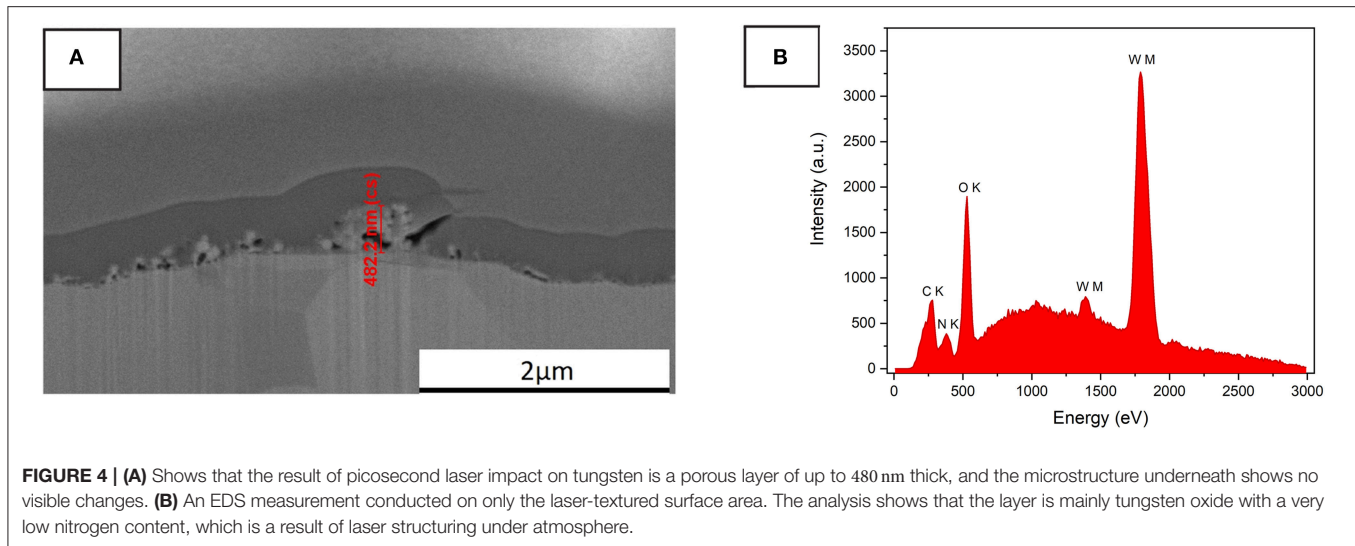 A
482.2 nm (cs)
2µm
B
3500
3000
2500
2000
1500
1000
500
0
Intensity (a.u.)
W M
O K
C K
N K
W M
0 500 1000 1500 2000 2500 3000
Energy (eV)
FIGURE 4 | (A) Shows that the result of picosecond laser impact on tungsten is a porous layer of up to 480 nm thick, and the microstructure underneath shows no
visible changes. (B) An EDS measurement conducted on only the laser-textured surface area. The analysis shows that the layer is mainly tungsten oxide with a very
low nitrogen content, which is a result of laser structuring under atmosphere.